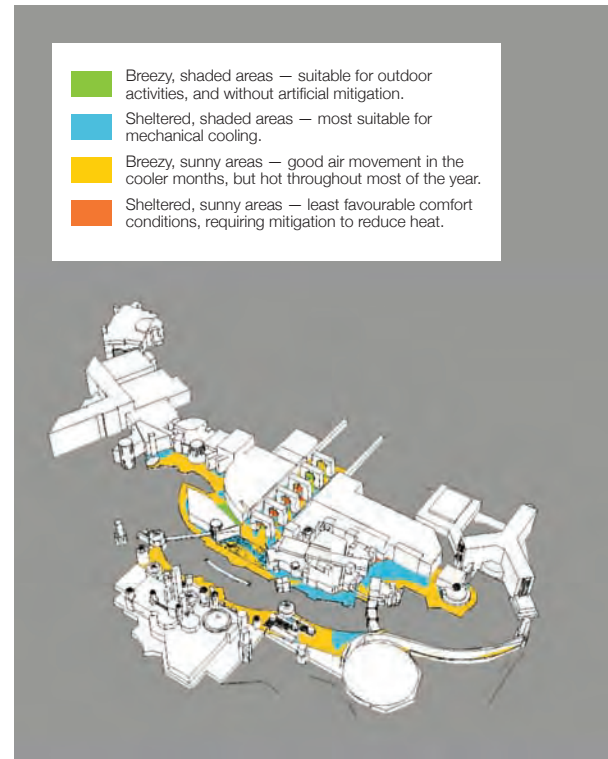 Breezy, shaded areas — suitable for outdoor
activities, and without artificial mitigation.
Sheltered, shaded areas — most suitable for
mechanical cooling.
Breezy, sunny areas — good air movement in the
cooler months, but hot throughout most of the year.
Sheltered, sunny areas — least favourable comfort
conditions, requiring mitigation to reduce heat.